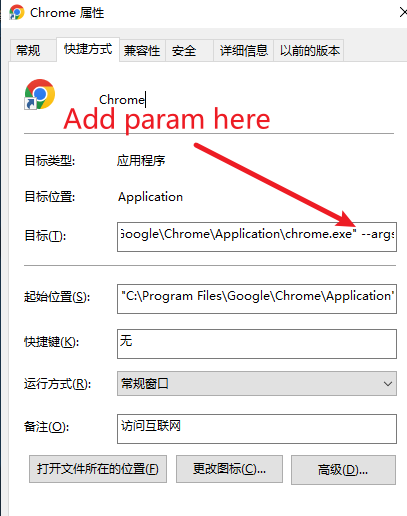 Chrome 属性
常规 快捷方式 兼容性 安全 详细信息 以前的版本
Chrome
Add param here
目标类型: 应用程序
目标位置: Application
目标(T): Google\Chrome\Application\chrome.exe" --args
起始位置(S): "C:\Program Files\Google\Chrome\Application"
快捷键(K): 无
运行方式(R): 常规窗口
备注(O): 访问互联网
打开文件所在的位置(F) 更改图标(C)... 高级(D)...